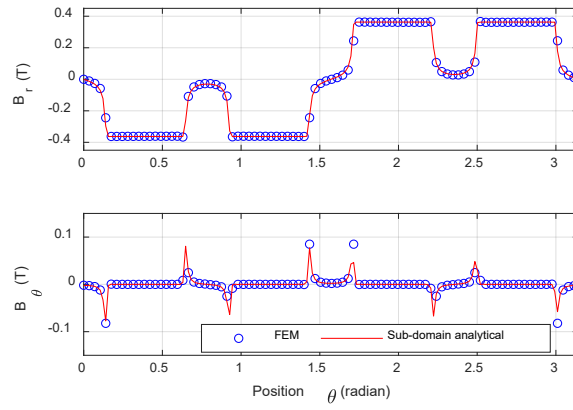 0.4
0.2
0
-0.2
-0.4
B r (T)
0 0.5 1 1.5 2 2.5 3
0.1
0
-0.1
B θ (T)
FEM Sub-domain analytical
0 0.5 1 1.5 2 2.5 3
Position θ (radian)